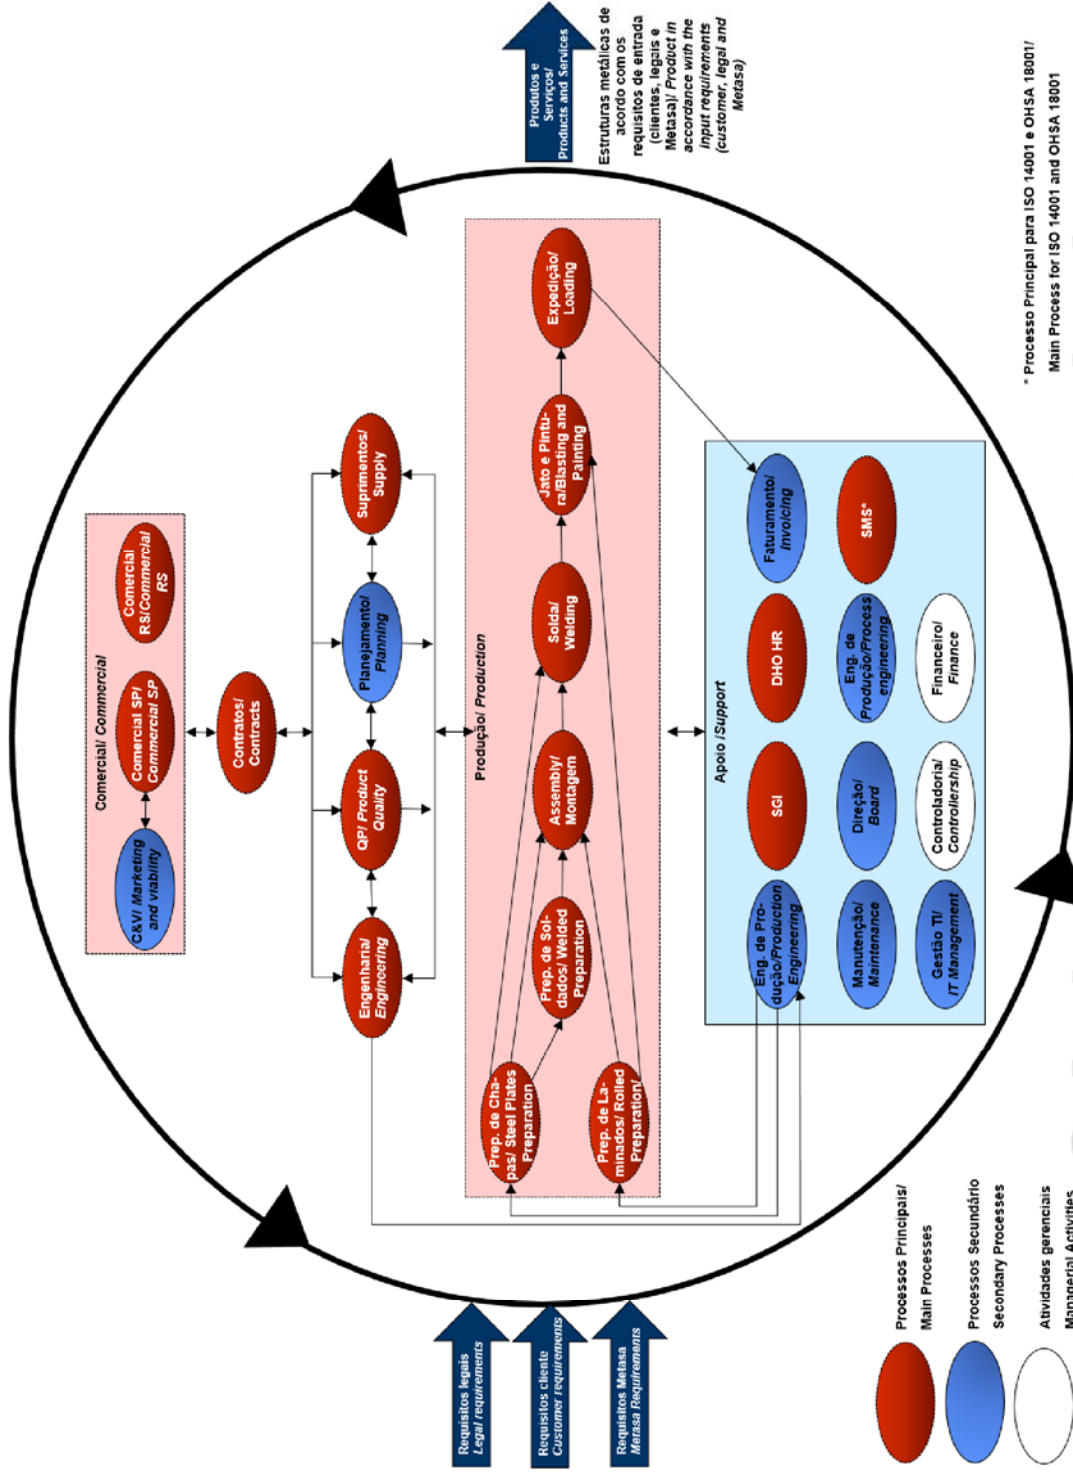 Requisitos legais
Legal requirements
Requisitos cliente
Customer requirements
Requisitos Metasa
Metasa Requirements
Comercial/ Commercial
C&V/ Marketing
and viability
Comercial SP/
Commercial SP
Comercial
RS/Commercial
RS
Contratos/
Contracts
Engenharia/
Engineering
QP/ Product
Quality
Planejamento/
Planning
Suprimentos/
Supply
Produção/ Production
Prep. de Cha-
pas/ Steel Plates
Preparation
Prep. de Sol-
dados/ Welded
Preparation
Prep. de La-
minados/ Rolled
Preparation/
Assembly/
Montagem
Solda/
Welding
Jato e Pintu-
ra/Blasting and
Painting
Expedição/
Loading
Apoio /Support
Eng. de Pro-
dução/Production
Engineering
SGI
DHO HR
Faturamento/
Invoicing
Manutenção/
Maintenance
Direção/
Board
Eng. de
Produção/Process
engineering
SMS*
Gestão TI/
IT Management
Controladoria/
Controllership
Financeiro/
Finance
Produtos e
Serviços/
Products and Services
Estruturas metálicas de
acordo com os
requisitos de entrada
(clientes, legais e
Metasa)/ Product in
accordance with the
input requirements
(customer, legal and
Metasa)
Processos Principais/
Main Processes
Processos Secundário
Secondary Processes
Atividades gerenciais
Managerial Activities
* Processo Principal para ISO 14001 e OHSA 18001/
Main Process for ISO 14001 and OHSA 18001